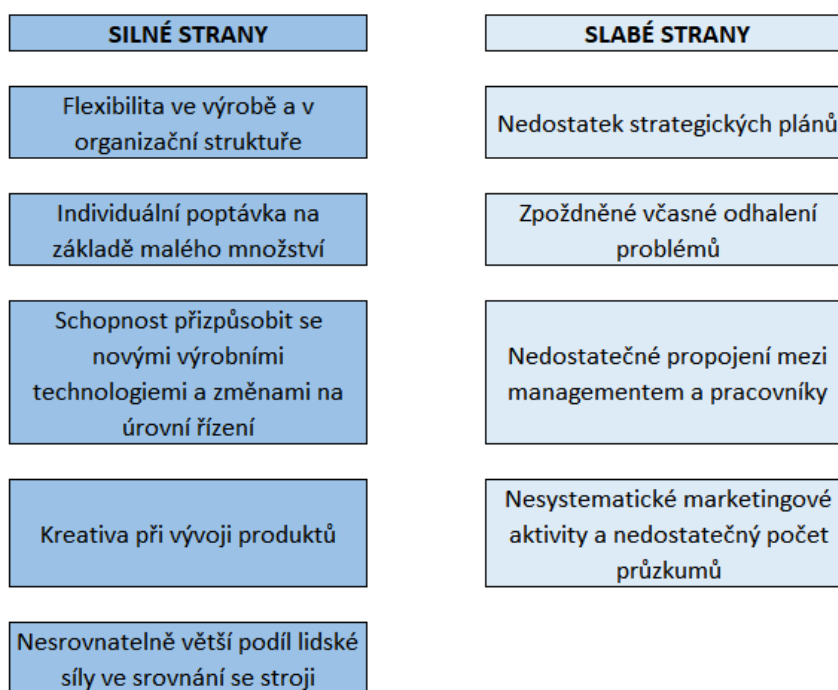 SILNÉ STRANY
Flexibilita ve výrobě a v
organizační struktuře
Individuální poptávka na
základě malého množství
Schopnost přizpůsobit se
novými výrobními
technologiemi a změnami na
úrovní řízení
Kreativa při vývoji produktů
Nesrovnatelně větší podíl lidské
síly ve srovnání se stroji
SLABÉ STRANY
Nedostatek strategických plánů
Zpoždněné včasné odhalení
problémů
Nedostatečné propojení mezi
managementem a pracovníky
Nesystematické marketingové
aktivity a nedostatečný počet
průzkumů